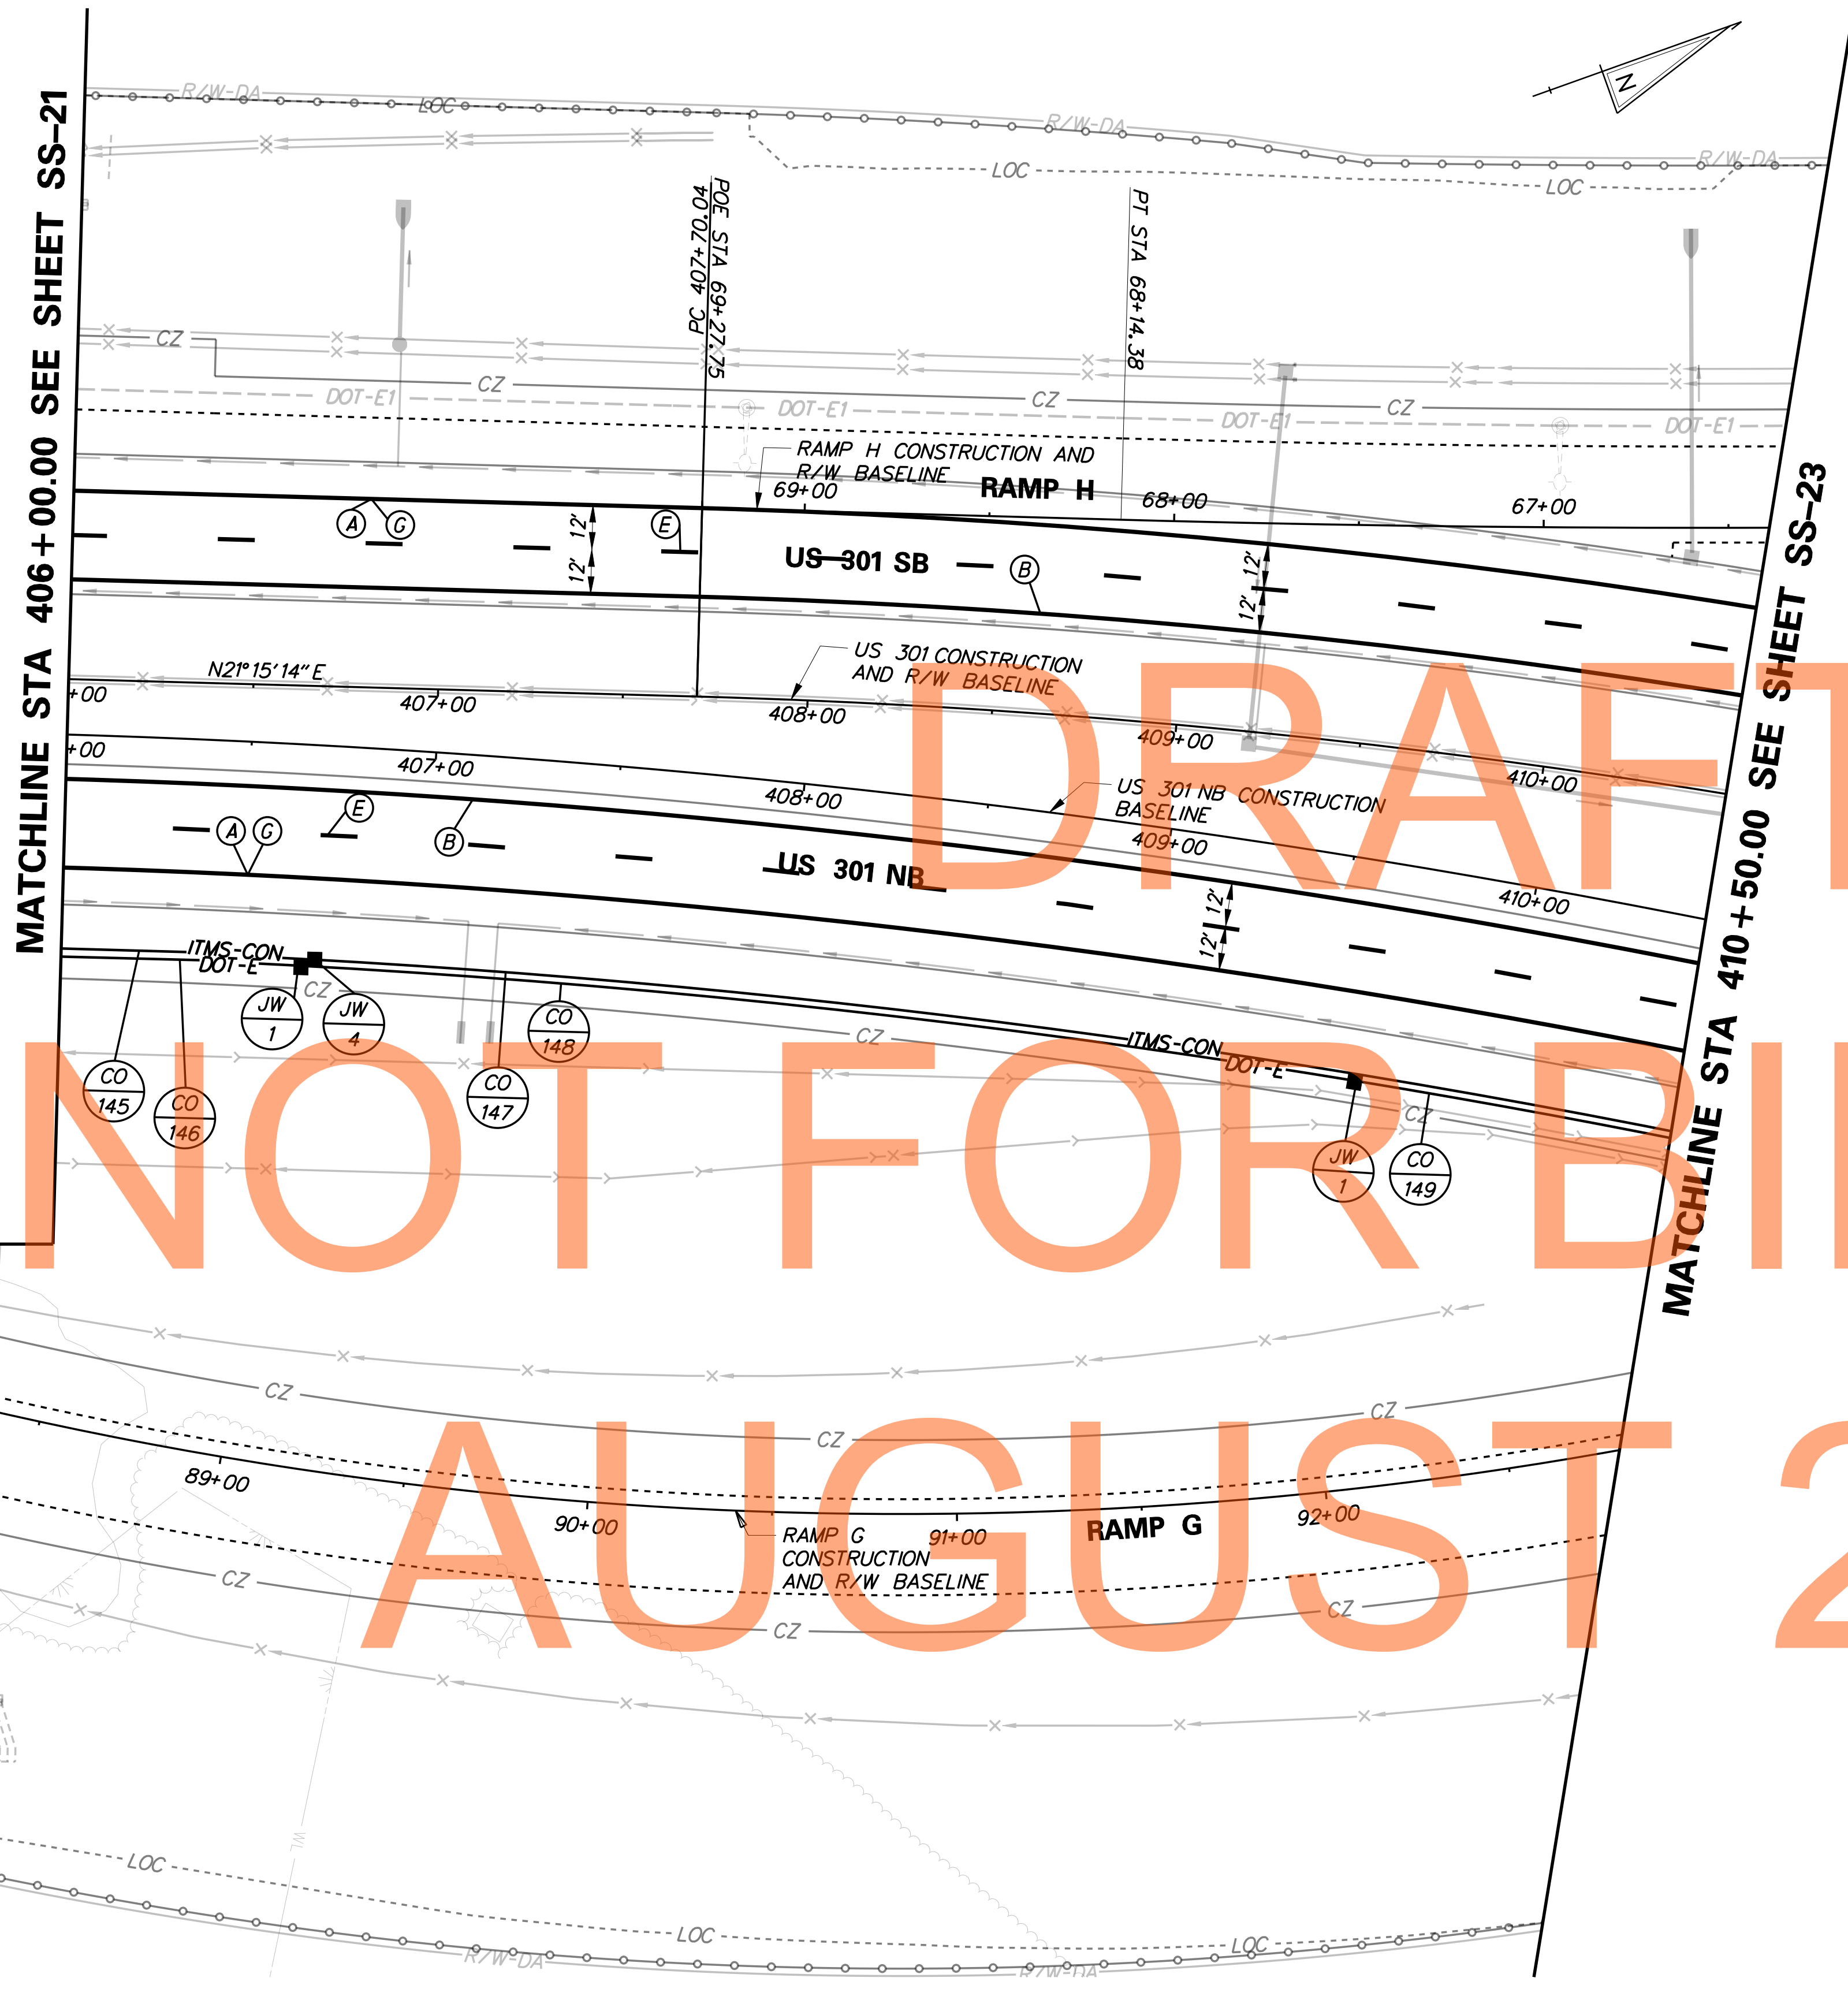 MATCHLINE STA 406+00.00 SEE SHEET SS-21
R/W-DA
LOC
R/W-DA
R/W-DA
LOC
LOC
N
PC 407+70.04
POE STA 69+27.75
PT STA 68+14.38
CZ
CZ
CZ
CZ
DOT-E1
DOT-E1
DOT-E1
DOT-E1
RAMP H CONSTRUCTION AND
R/W BASELINE
69+00
RAMP H
68+00
67+00
A
G
12'
12'
E
US 301 SB
B
12'
12'
US 301 CONSTRUCTION
AND R/W BASELINE
N21°15'14" E
+00
407+00
408+00
409+00
410+00
+00
407+00
408+00
409+00
410+00
US 301 NB CONSTRUCTION
BASELINE
A
G
E
B
US 301 NB
12'
12'
ITMS-CON
DOT-E
CZ
JW
1
JW
4
CO
148
CO
145
CO
146
CO
147
CZ
ITMS-CON
DOT-E
CZ
JW
1
CO
149
MATCHLINE STA 410+50.00 SEE SHEET SS-23
DRAFT
NOT FOR BI
AUGUST 2
CZ
CZ
CZ
89+00
90+00
91+00
92+00
RAMP G
CONSTRUCTION
AND R/W BASELINE
RAMP G
CZ
CZ
CZ
WL
LOC
LOC
LOC
R/W-DA
R/W-DA